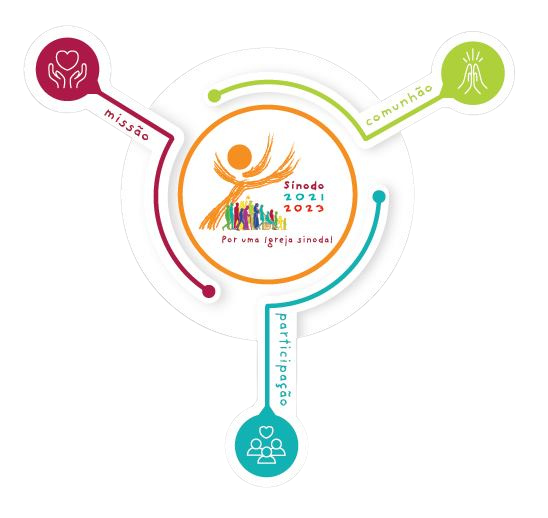 missão
comunhão
Sínodo
2021
2023
Por uma Igreja sinodal
participação